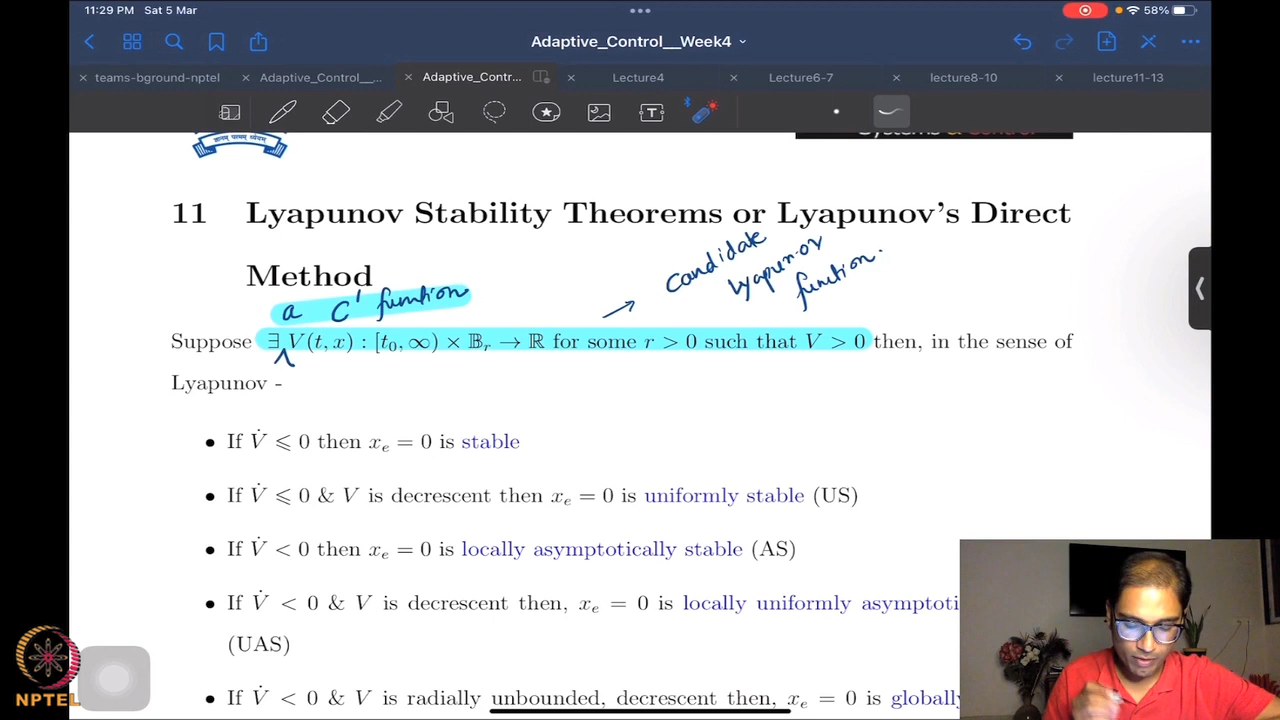 11:29 PM Sat 5 Mar
58%
Adaptive_Control__Week4
teams-bground-nptel
Adaptive_Control__...
Adaptive_Contr...
Lecture4
Lecture6-7
lecture8-10
lecture11-13
Systems & Control
11 Lyapunov Stability Theorems or Lyapunov's Direct
Method
candidate
Lyapunov
function.
a C¹ function
Suppose ∃ V(t, x) : [t₀, ∞) × 𝔹ᵣ → ℝ for some r > 0 such that V > 0 then, in the sense of
Lyapunov -
• If V̇ ⩽ 0 then xₑ = 0 is stable
• If V̇ ⩽ 0 & V is decrescent then xₑ = 0 is uniformly stable (US)
• If V̇ < 0 then xₑ = 0 is locally asymptotically stable (AS)
• If V̇ < 0 & V is decrescent then, xₑ = 0 is locally uniformly asymptoti
(UAS)
• If V̇ < 0 & V is radially unbounded, decrescent then, xₑ = 0 is globally
NPTEL